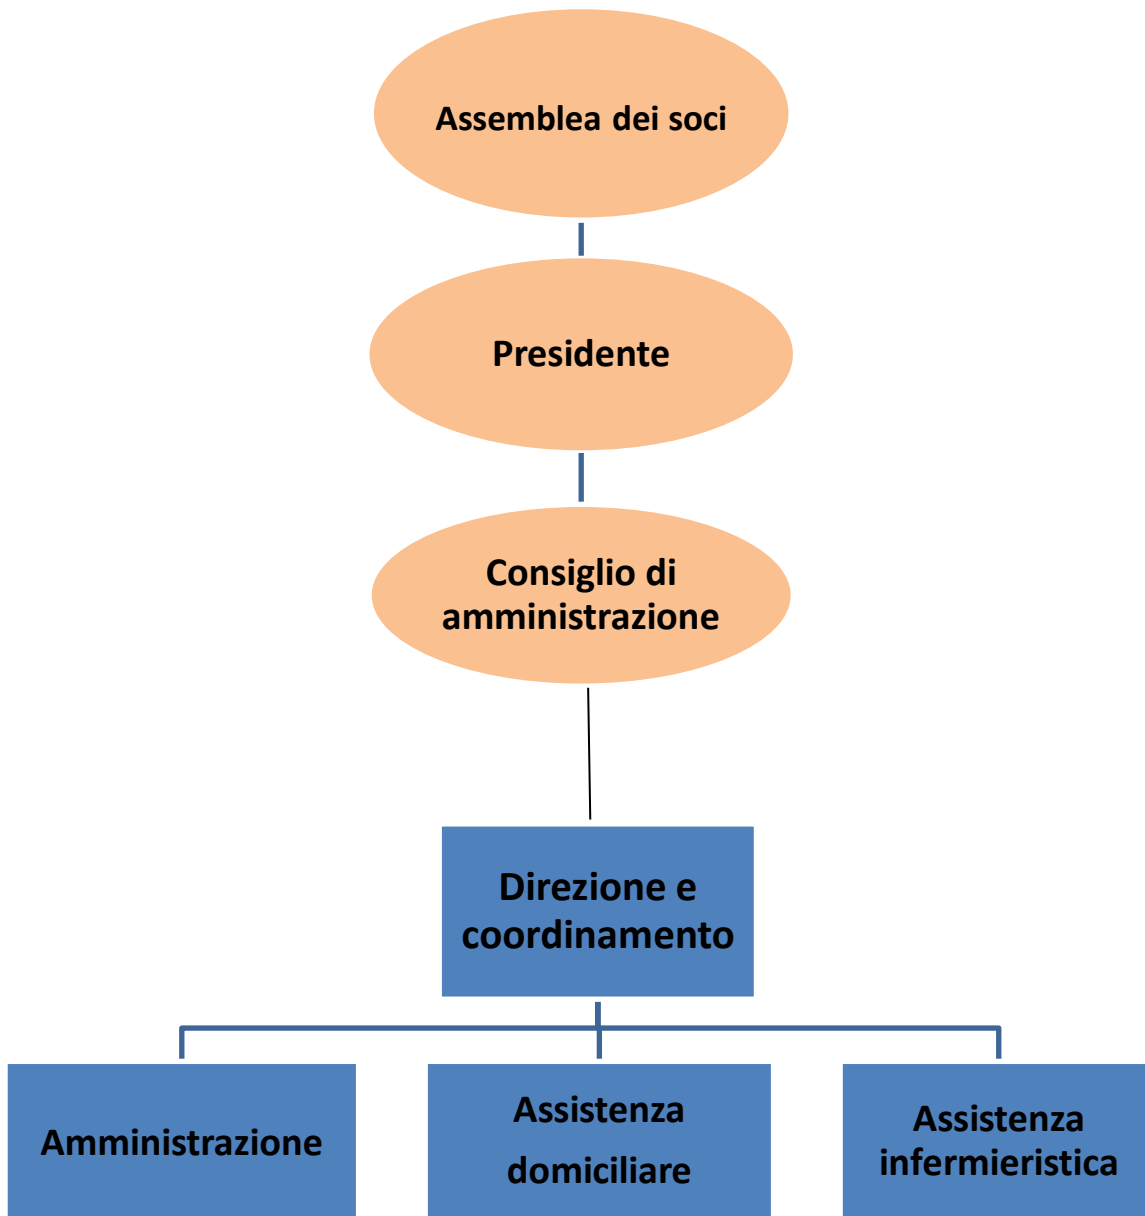 Assemblea dei soci
Presidente
Consiglio di
amministrazione
Direzione e
coordinamento
Amministrazione
Assistenza
domiciliare
Assistenza
infermieristica